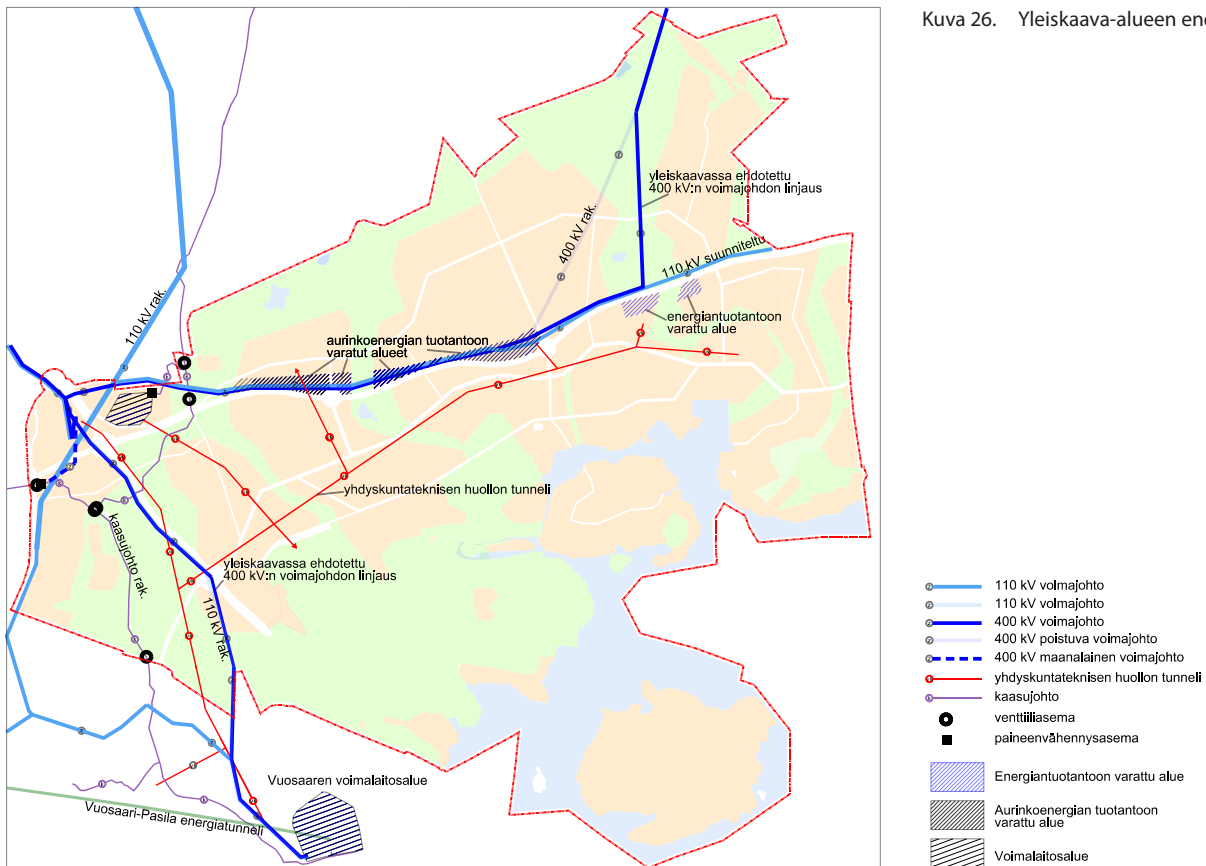 Kuva 26. Yleiskaava-alueen ene
yleiskaavassa ehdotettu
400 kV:n voimajohdon linjaus
400 kV rak.
110 kV suunniteltu
110 kV rak.
energiantuotantoon
varattu alue
aurinkoenergian tuotantoon
varatut alueet
yhdyskuntateknisen huollon tunneli
kaasujohto rak.
yleiskaavassa ehdotettu
400 kV:n voimajohdon linjaus
110 kV rak.
Vuosaaren voimalaitosalue
Vuosaari-Pasila energiatunneli
110 kV volmajohto
110 kV volmajohto
400 kV voimajohto
400 kV poistuva voimajohto
400 kV maanalainen voimajohto
yhdyskuntateknisen huollon tunneli
kaasujohto
venttiiliasema
paineenvähennysasema
Energiantuotantoon varattu alue
Aurinkoenergian tuotantoon
varattu alue
Voimalaitosalue